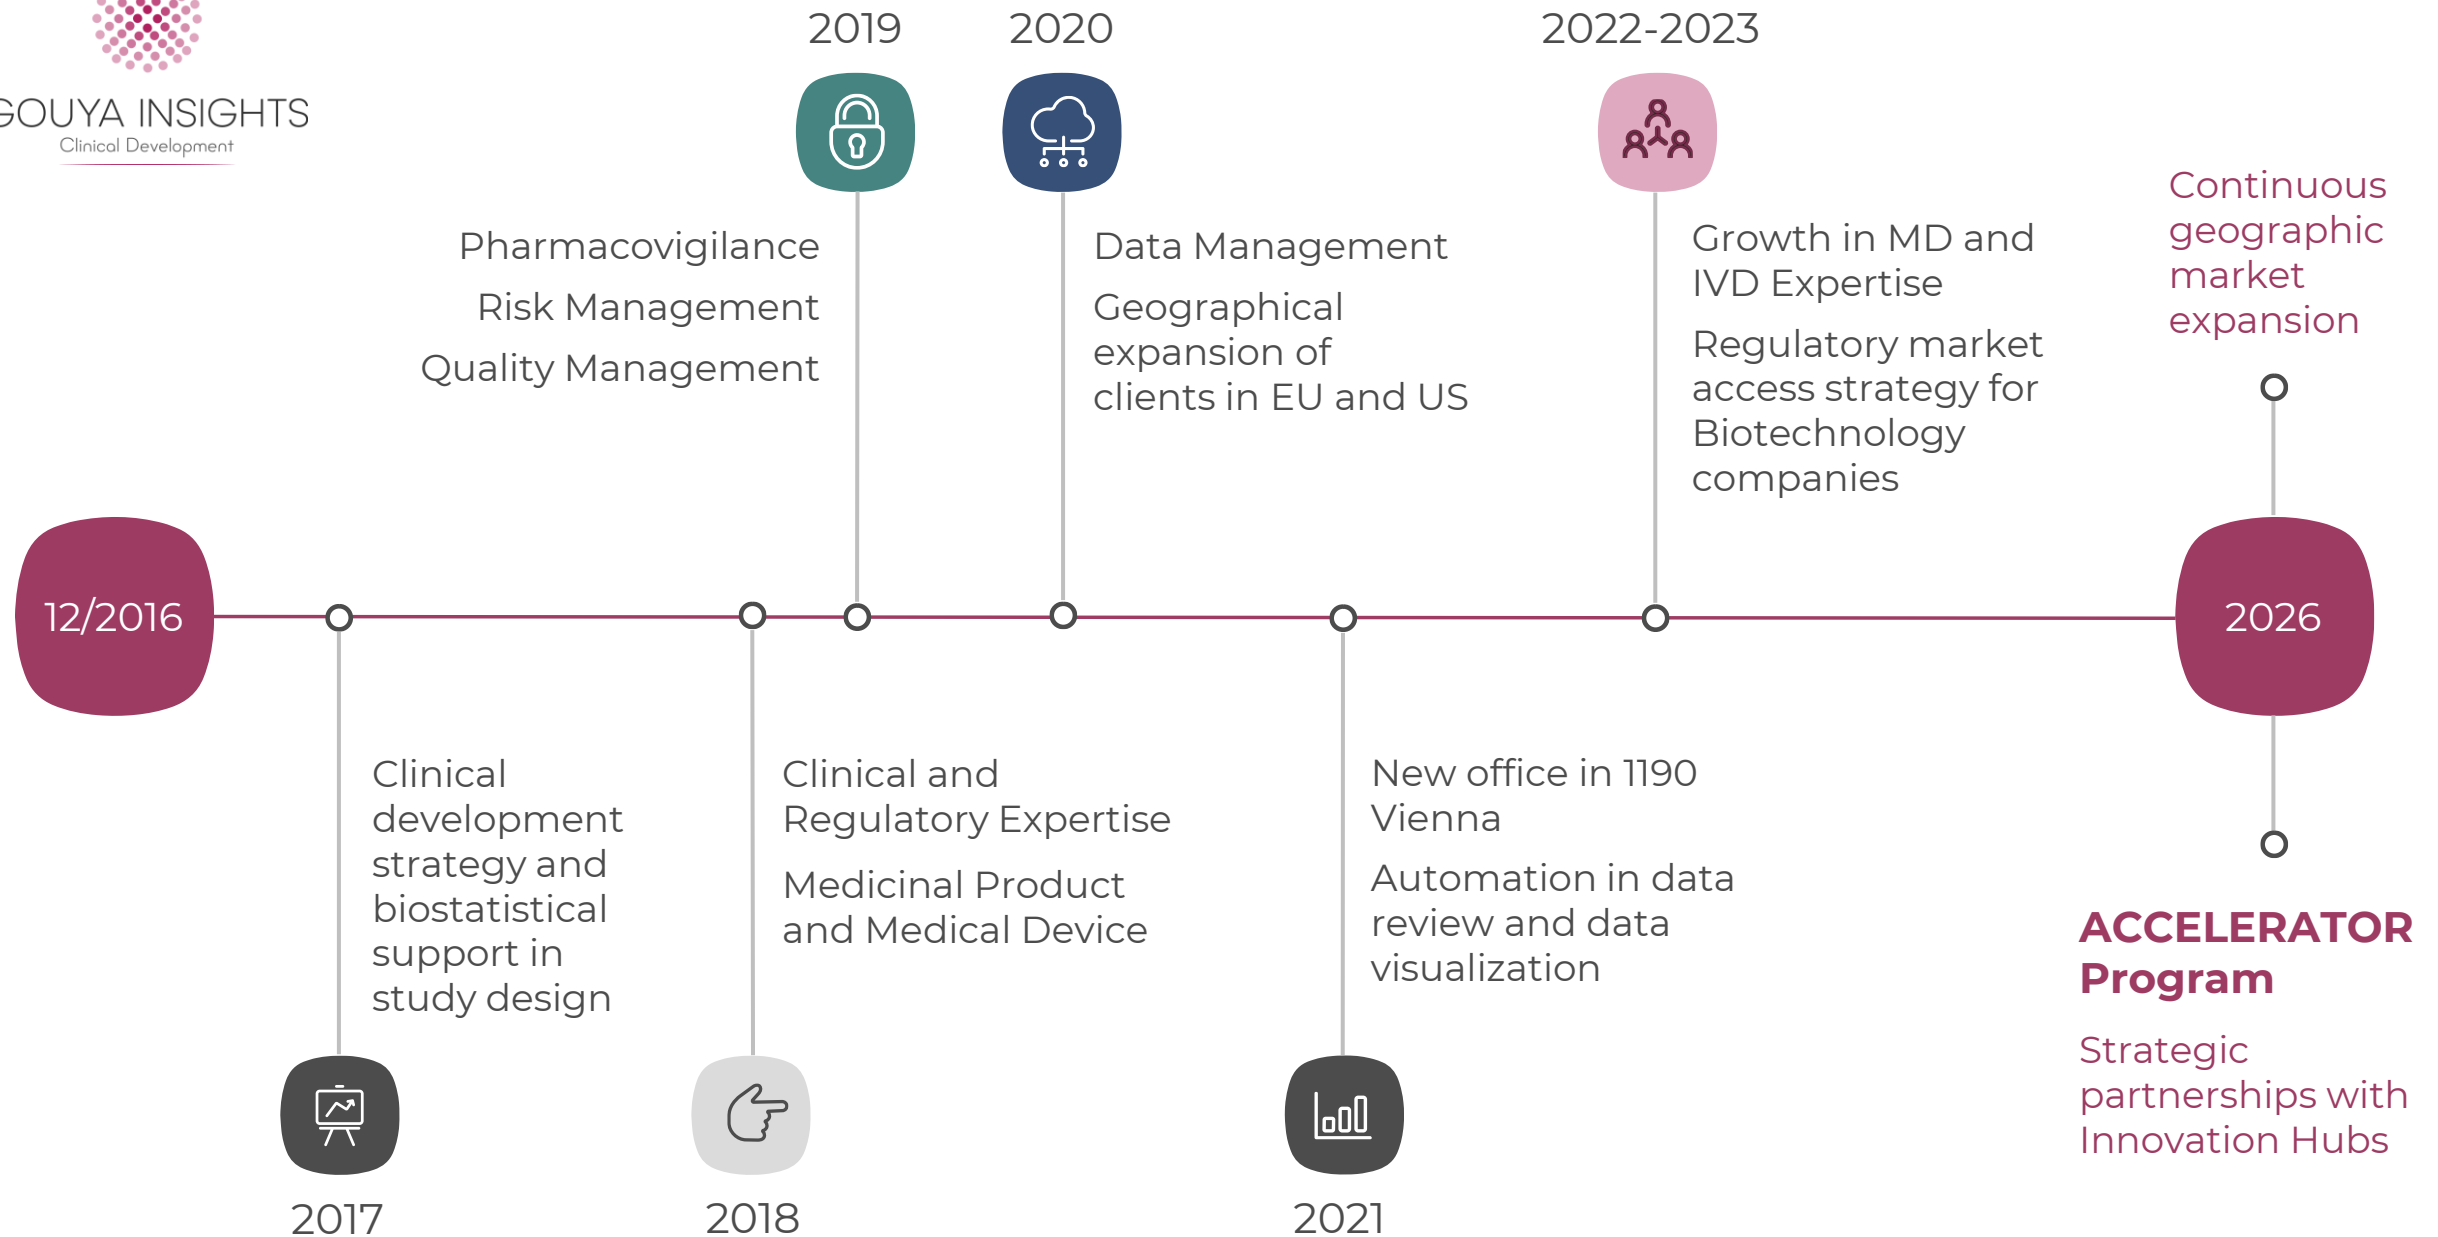 GOUYA INSIGHTS
Clinical Development
12/2016
2017
Clinical
development
strategy and
biostatistical
support in
study design
2018
Clinical and
Regulatory Expertise
Medicinal Product
and Medical Device
2019
Pharmacovigilance
Risk Management
Quality Management
2020
Data Management
Geographical
expansion of
clients in EU and US
2021
New office in 1190
Vienna
Automation in data
review and data
visualization
2022-2023
Growth in MD and
IVD Expertise
Regulatory market
access strategy for
Biotechnology
companies
2026
Continuous
geographic
market
expansion
ACCELERATOR
Program
Strategic
partnerships with
Innovation Hubs